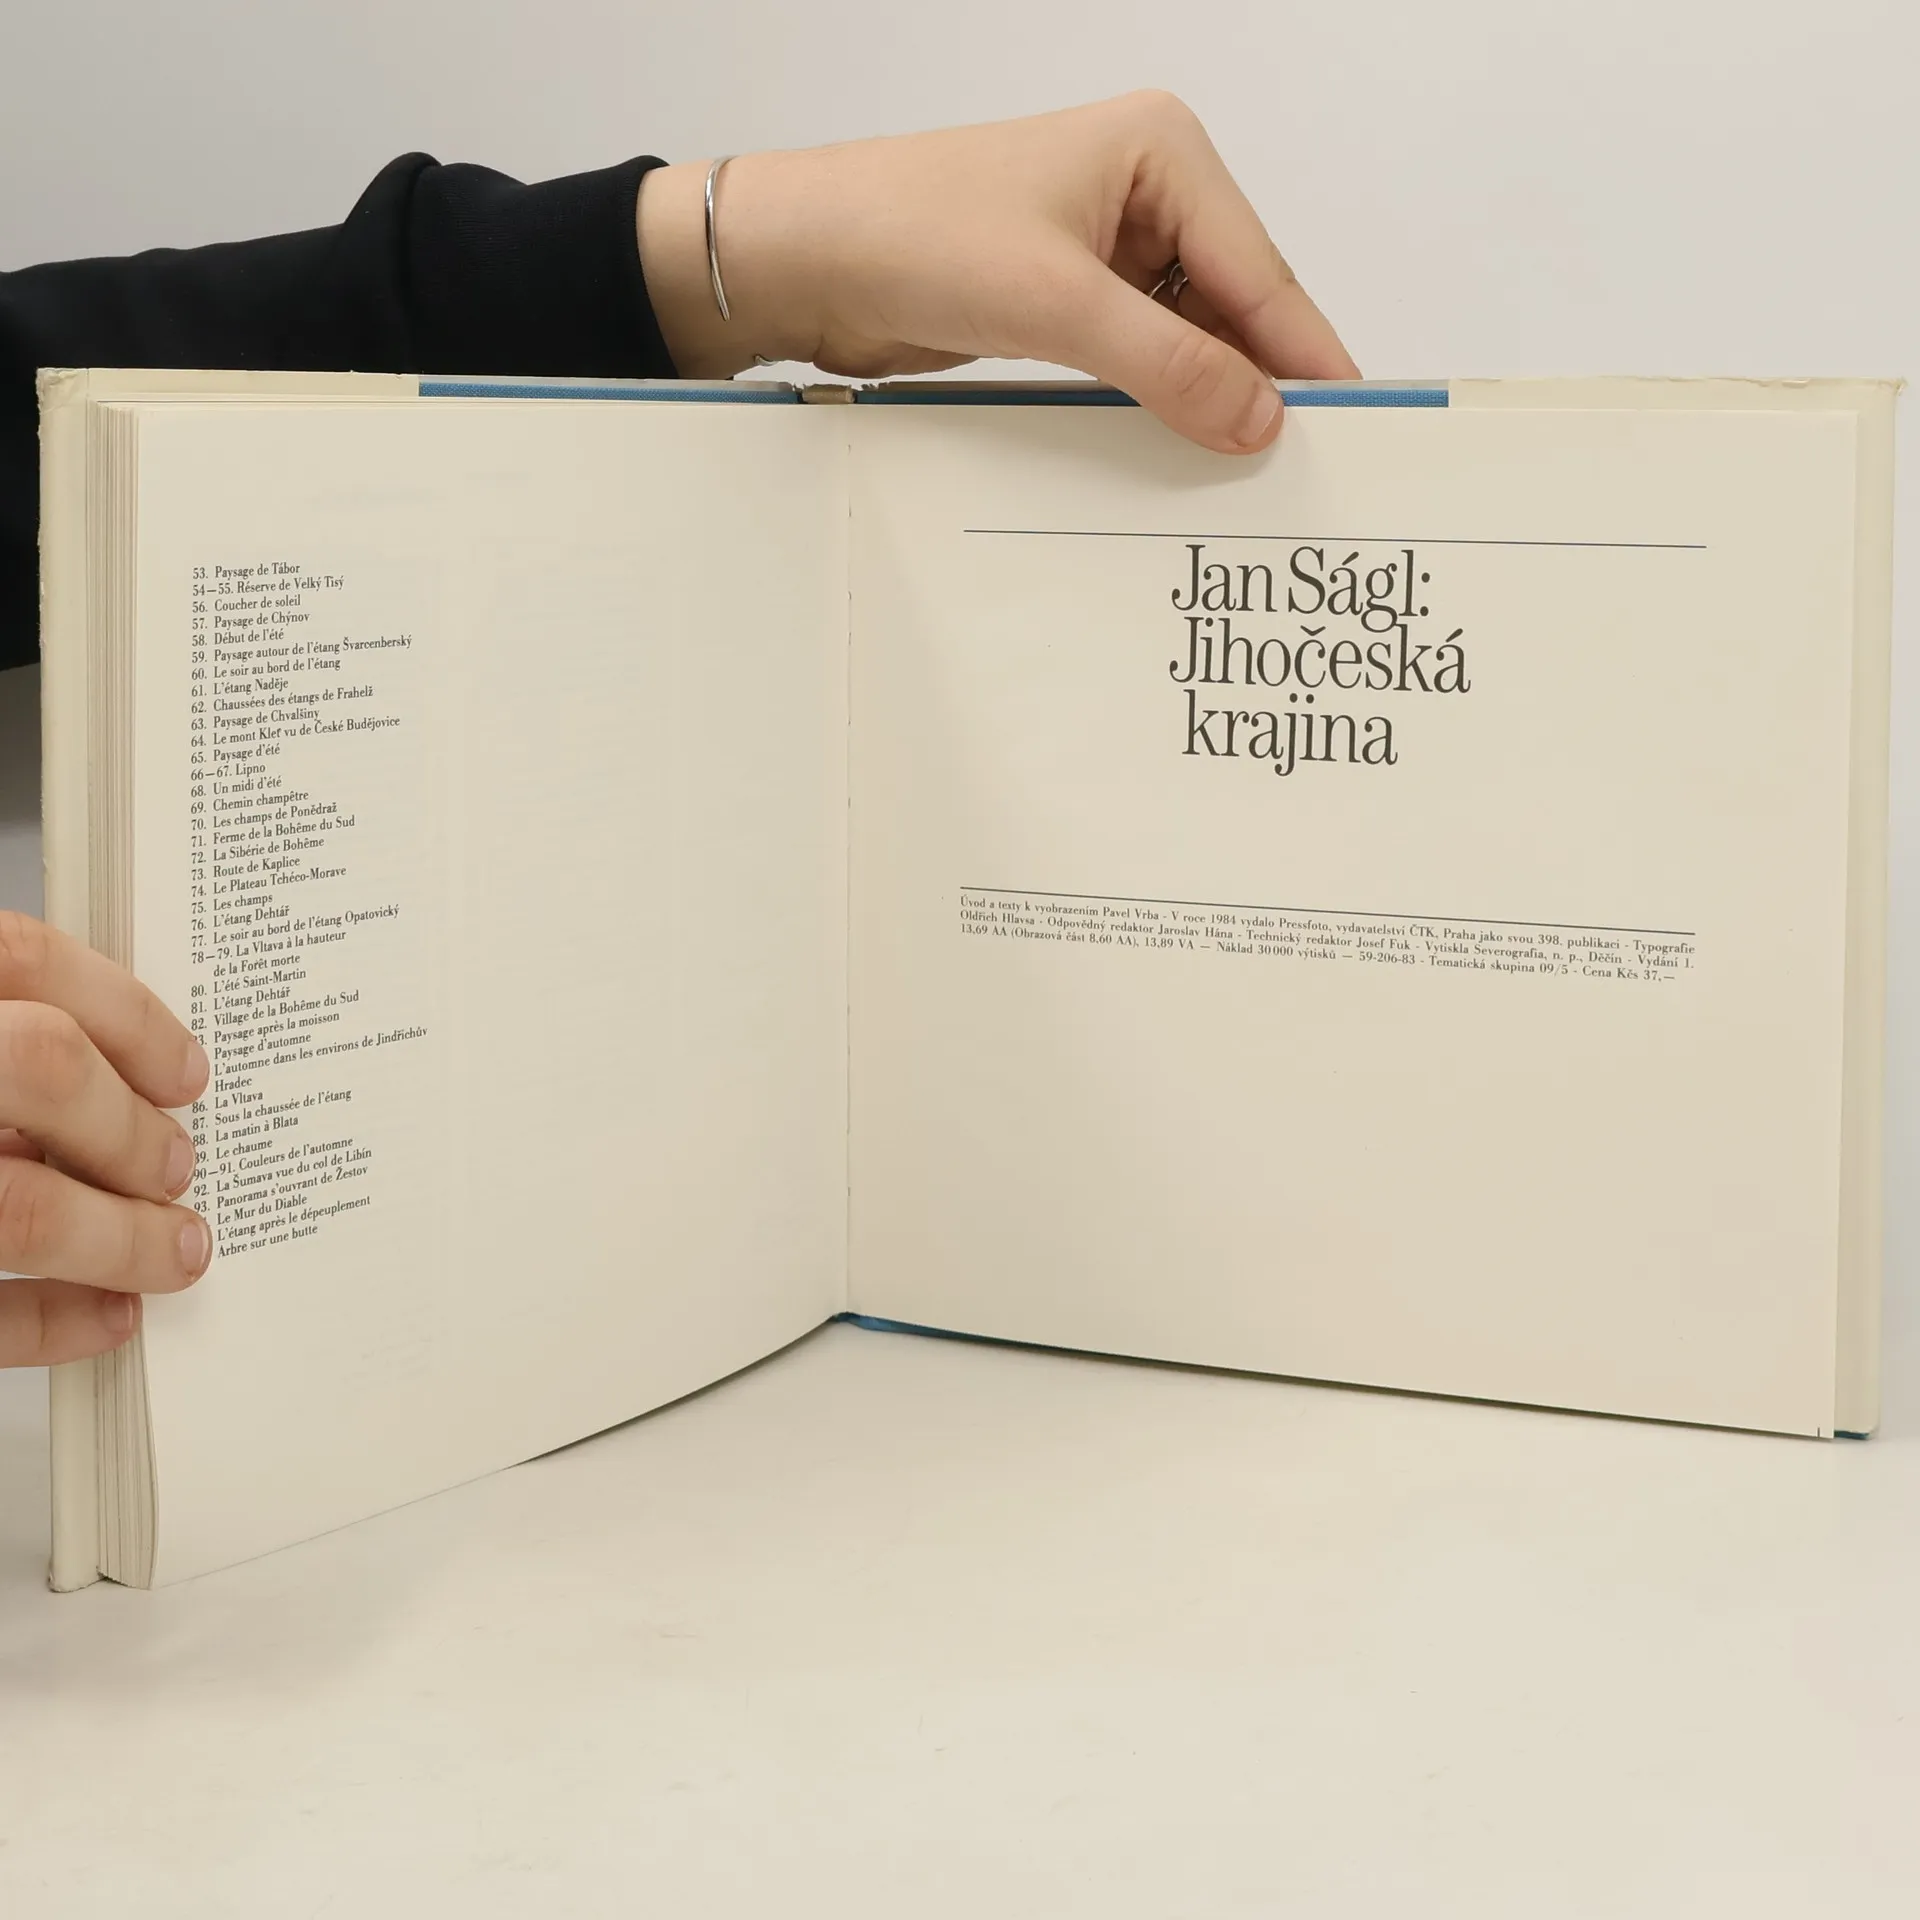 53. Paysage de Tábor
54—55. Réserve de Velký Tisý
56. Coucher de soleil
57. Paysage de Chýnov
58. Début de l'été
59. Paysage autour de l'étang Švarcenberský
60. Le soir au bord de l'étang
61. L'étang Naděje
62. Chaussées des étangs de Frahelž
63. Paysage de Chvalšiny
64. Le mont Kleť vu de České Budějovice
65. Paysage d'été
66—67. Lipno
68. Un midi d'été
69. Chemin champêtre
70. Les champs de Ponědraž
71. Ferme de la Bohême du Sud
72. La Sibérie de Bohême
73. Route de Kaplice
74. Le Plateau Tchéco-Morave
75. Les champs
76. L'étang Dehtář
77. Le soir au bord de l'étang Opatovický
78—79. La Vltava à la hauteur
de la Forêt morte
80. L'été Saint-Martin
81. L'étang Dehtář
82. Village de la Bohême du Sud
3. Paysage après la moisson
Paysage d'automne
L'automne dans les environs de Jindřichův
Hradec
86. La Vltava
87. Sous la chaussée de l'étang
88. La matin à Blata
89. Le chaume
90—91. Couleurs de l'automne
92. La Šumava vue du col de Libín
93. Panorama s'ouvrant de Žestov
Le Mur du Diable
L'étang après le dépeuplement
Arbre sur une butte
Jan Ságl:
Jihočeská
krajina
Úvod a texty k vyobrazením Pavel Vrba - V roce 1984 vydalo Pressfoto, vydavatelství ČTK, Praha jako svou 398. publikaci - Typografie
Oldřich Hlavsa - Odpovědný redaktor Jaroslav Hána - Technický redaktor Josef Fuk - Vytiskla Severografia, n. p., Děčín - Vydání 1.
13,69 AA (Obrazová část 8,60 AA), 13,89 VA — Náklad 30 000 výtisků — 59-206-83 - Tematická skupina 09/5 - Cena Kčs 37,—